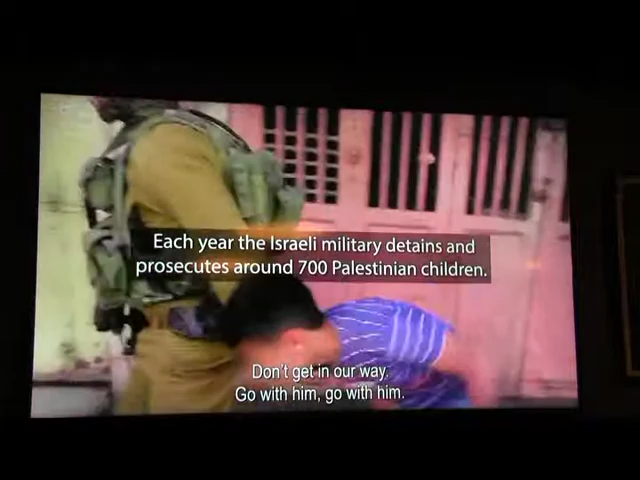 Each year the Israeli military detains and
prosecutes around 700 Palestinian children.
Don't get in our way.
Go with him, go with him.